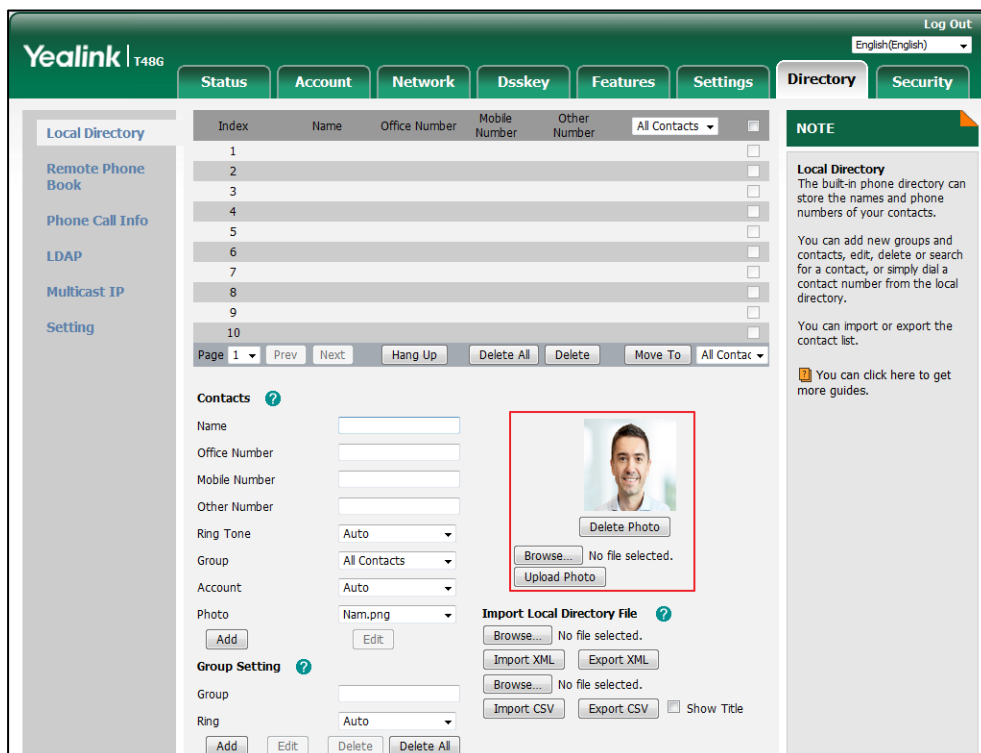 Log Out
Yealink T48G
English(English)
Status Account Network Dsskey Features Settings Directory Security
Local Directory
Remote Phone
Book
Phone Call Info
LDAP
Multicast IP
Setting
Index Name Office Number Mobile Number Other Number All Contacts
1
2
3
4
5
6
7
8
9
10
Page 1 Prev Next Hang Up Delete All Delete Move To All Contac
Contacts ?
Name
Office Number
Mobile Number
Other Number
Ring Tone Auto
Group All Contacts
Account Auto
Photo Nam.png
Add Edit
Delete Photo
Browse... No file selected.
Upload Photo
Import Local Directory File ?
Browse... No file selected.
Import XML Export XML
Browse... No file selected.
Import CSV Export CSV Show Title
Group Setting ?
Group
Ring Auto
Add Edit Delete Delete All
NOTE
Local Directory
The built-in phone directory can
store the names and phone
numbers of your contacts.
You can add new groups and
contacts, edit, delete or search
for a contact, or simply dial a
contact number from the local
directory.
You can import or export the
contact list.
? You can click here to get
more guides.